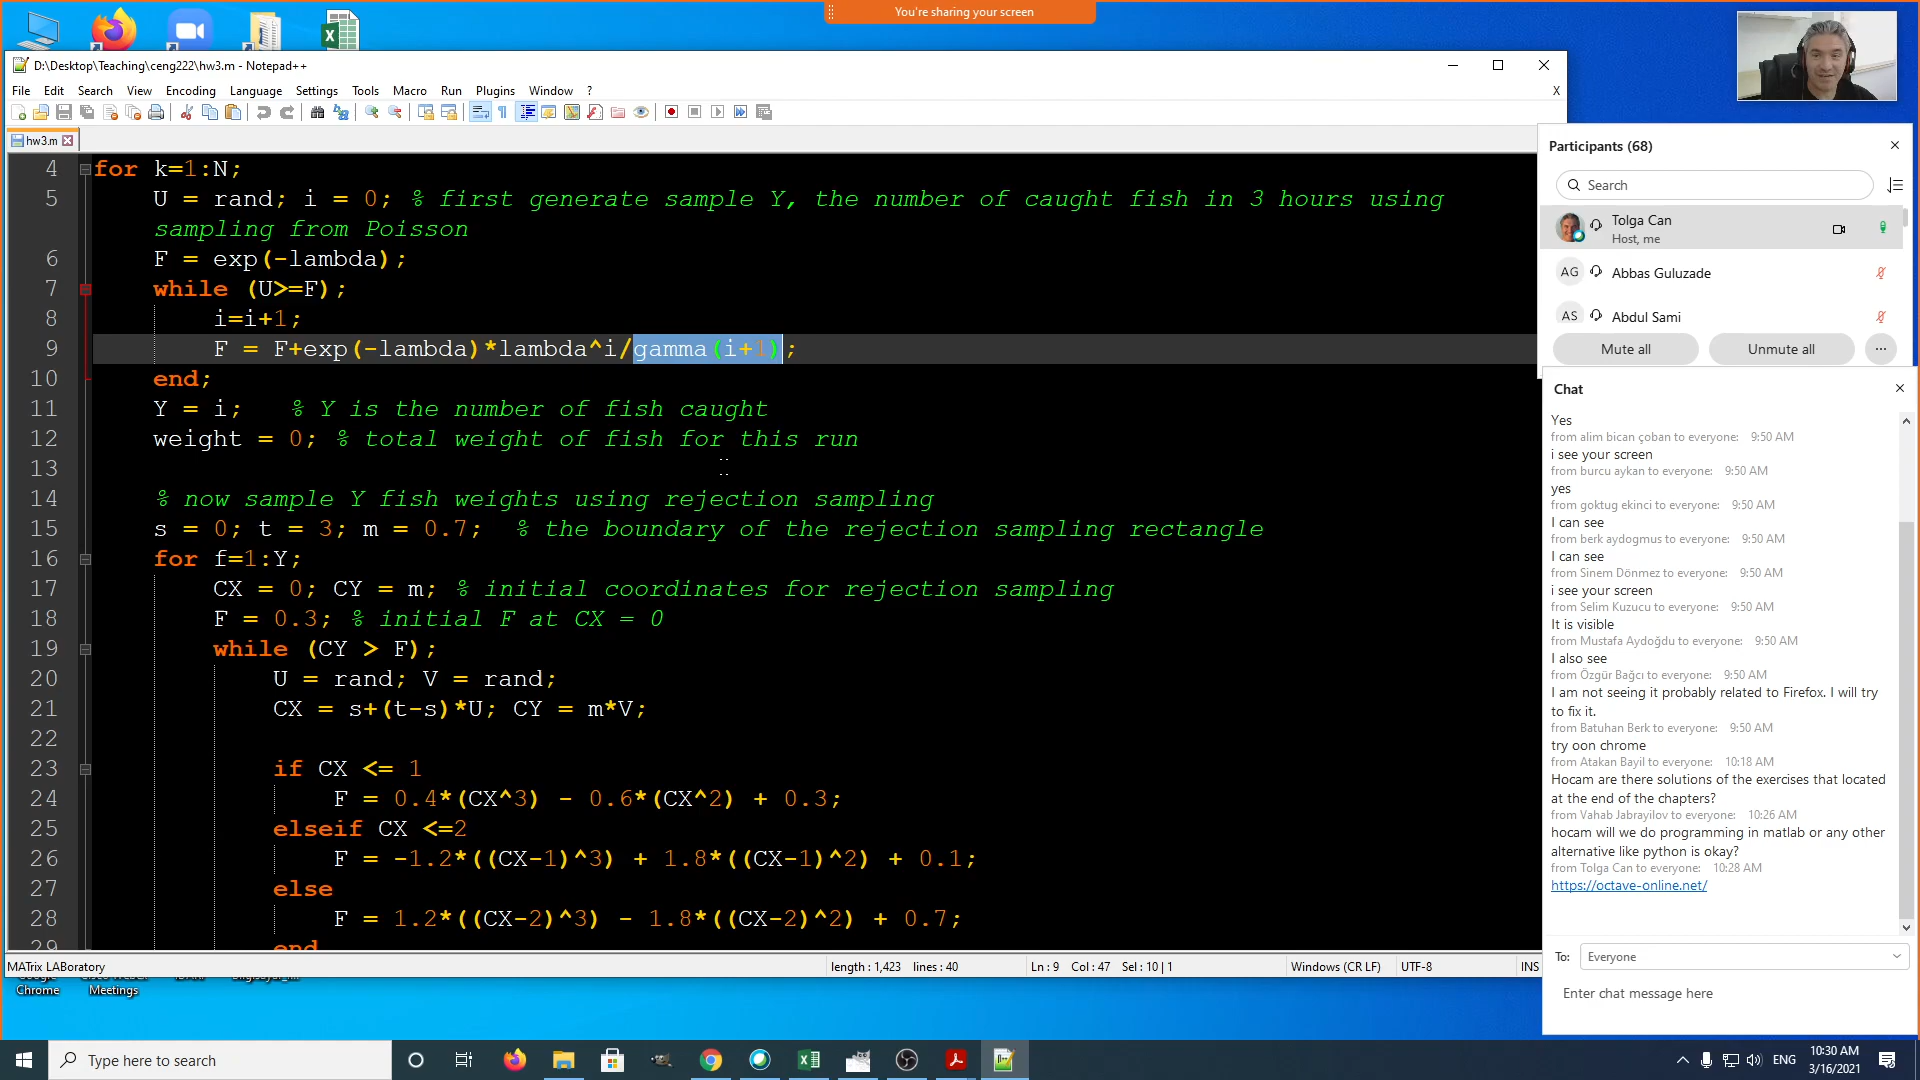 You're sharing your screen
D:\Desktop\Teaching\ceng222\hw3.m - Notepad++
File Edit Search View Encoding Language Settings Tools Macro Run Plugins Window ? X
hw3.m
4 for k=1:N;
5 U = rand; i = 0; % first generate sample Y, the number of caught fish in 3 hours using
sampling from Poisson
6 F = exp(-lambda);
7 while (U>=F);
8 i=i+1;
9 F = F+exp(-lambda)*lambda^i/gamma(i+1);
10 end;
11 Y = i; % Y is the number of fish caught
12 weight = 0; % total weight of fish for this run
13
14 % now sample Y fish weights using rejection sampling
15 s = 0; t = 3; m = 0.7; % the boundary of the rejection sampling rectangle
16 for f=1:Y;
17 CX = 0; CY = m; % initial coordinates for rejection sampling
18 F = 0.3; % initial F at CX = 0
19 while (CY > F);
20 U = rand; V = rand;
21 CX = s+(t-s)*U; CY = m*V;
22
23 if CX <= 1
24 F = 0.4*(CX^3) - 0.6*(CX^2) + 0.3;
25 elseif CX <=2
26 F = -1.2*((CX-1)^3) + 1.8*((CX-1)^2) + 0.1;
27 else
28 F = 1.2*((CX-2)^3) - 1.8*((CX-2)^2) + 0.7;
29 end
MATrix LABoratory length : 1,423 lines : 40 Ln : 9 Col : 47 Sel : 10 | 1 Windows (CR LF) UTF-8 INS
Chrome
Meetings
Participants (68)
Search
Tolga Can
Host, me
AG Abbas Guluzade
AS Abdul Sami
Mute all Unmute all ...
Chat
Yes
from alim bican çoban to everyone: 9:50 AM
i see your screen
from burcu aykan to everyone: 9:50 AM
yes
from goktug ekinci to everyone: 9:50 AM
I can see
from berk aydogmus to everyone: 9:50 AM
I can see
from Sinem Dönmez to everyone: 9:50 AM
i see your screen
from Selim Kuzucu to everyone: 9:50 AM
It is visible
from Mustafa Aydoğdu to everyone: 9:50 AM
I also see
from Özgür Bağcı to everyone: 9:50 AM
I am not seeing it probably related to Firefox. I will try
to fix it.
from Batuhan Berk to everyone: 9:50 AM
try oon chrome
from Atakan Bayil to everyone: 10:18 AM
Hocam are there solutions of the exercises that located
at the end of the chapters?
from Vahab Jabrayilov to everyone: 10:26 AM
hocam will we do programming in matlab or any other
alternative like python is okay?
from Tolga Can to everyone: 10:28 AM
https://octave-online.net/
To: Everyone
Enter chat message here
Type here to search
ENG
10:30 AM
3/16/2021